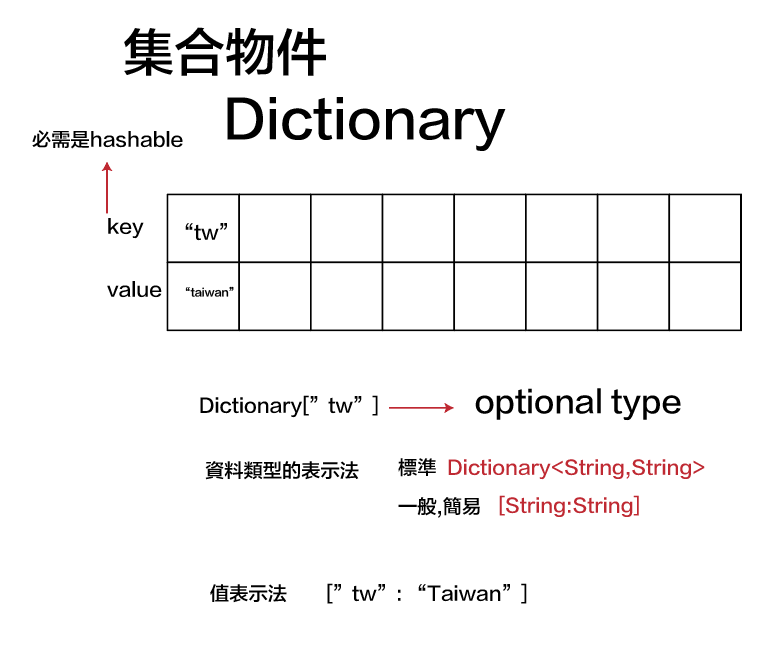 集合物件
Dictionary
必需是hashable
key “tw”
value “taiwan”
Dictionary[” tw” ] optional type
資料類型的表示法 標準 Dictionary<String,String>
一般,簡易 [String:String]
值表示法 [” tw” : “Taiwan” ]